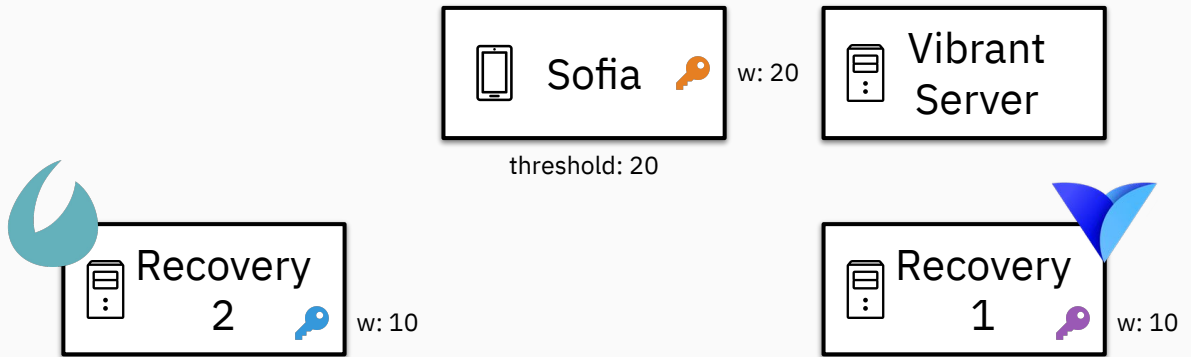 Sofia
w: 20
Vibrant
Server
threshold: 20
Recovery
2
w: 10
Recovery
1
w: 10